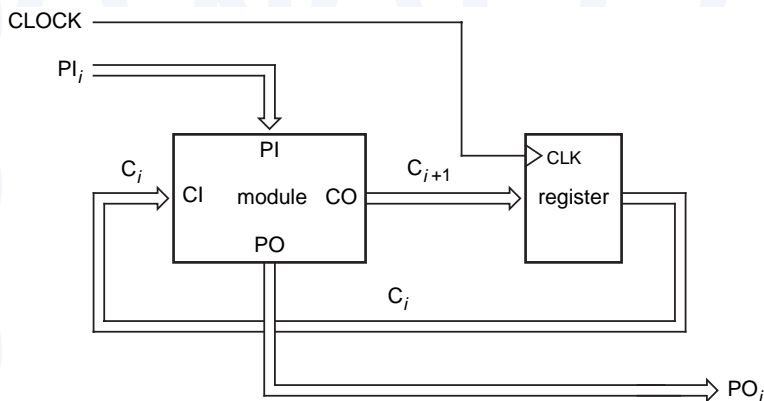 CLOCK
PIi
PI
CLK
Ci
Ci+1
CI
module
CO
register
PO
Ci
POi